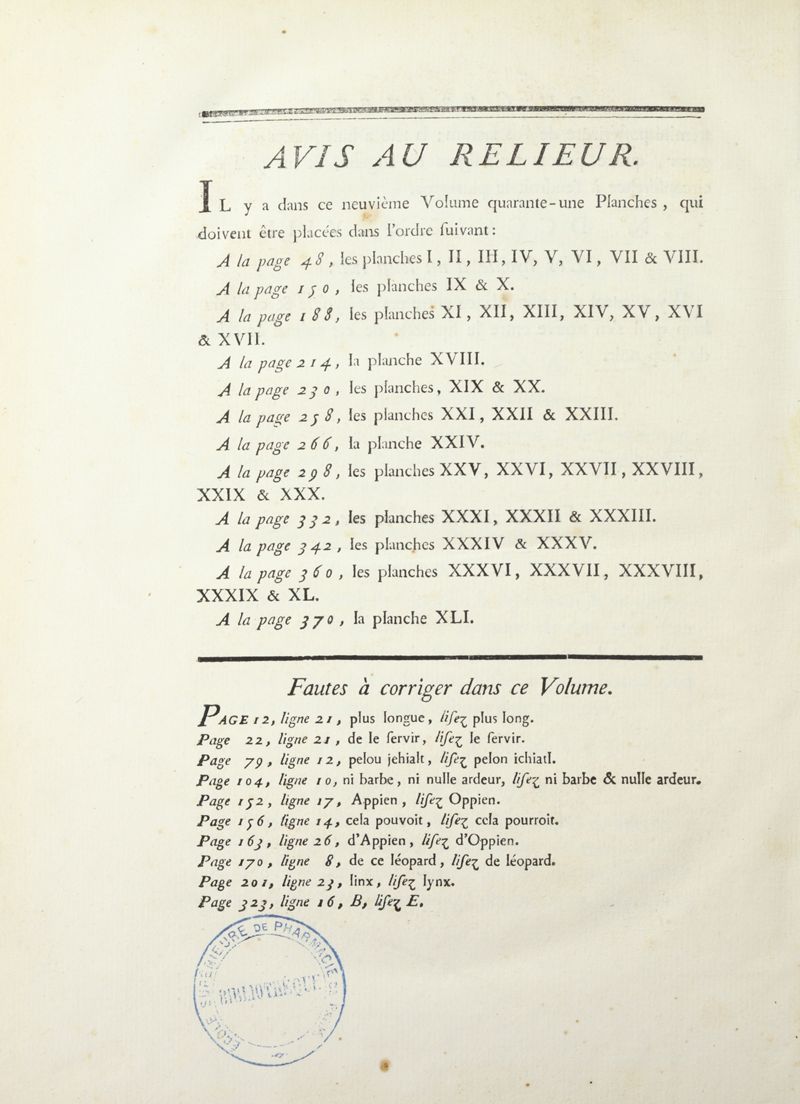 AVIS AU RELIEUR.
IL y a dans ce neuvième Volume quarante-une Planches, qui
doivent être placées dans l'ordre ſuivant:
A la page 48, les planches I, II, III, IV, V, VI, VII & VIII.
A la page 150, les planches IX & X.
A la page 188, les planches XI, XII, XIII, XIV, XV, XVI
& XVII.
A la page 214, la planche XVIII.
A la page 230, les planches, XIX & XX.
A la page 258, les planches XXI, XXII & XXIII.
A la page 266, la planche XXIV.
A la page 298, les planches XXV, XXVI, XXVII, XXVIII,
XXIX & XXX.
A la page 332, les planches XXXI, XXXII & XXXIII.
A la page 342, les planches XXXIV & XXXV.
A la page 360, les planches XXXVI, XXXVII, XXXVIII,
XXXIX & XL.
A la page 370, la planche XLI.
Fautes à corriger dans ce Volume.
PAGE 12, ligne 21, plus longue, liſez plus long.
Page 22, ligne 21, de le ſervir, liſez le ſervir.
Page 79, ligne 12, pelou jehialt, liſez pelon ichiatl.
Page 104, ligne 10, ni barbe, ni nulle ardeur, liſez ni barbe & nulle ardeur.
Page 152, ligne 17, Appien, liſez Oppien.
Page 156, ligne 14, cela pouvoit, liſez cela pourroit.
Page 163, ligne 26, d'Appien, liſez d'Oppien.
Page 170, ligne 8, de ce léopard, liſez de léopard.
Page 201, ligne 23, linx, liſez lynx.
Page 323, ligne 16, B, liſez E.
ÉCOLE SUPÉRIEURE DE PHARMACIE
BIBLIOTHÈQUE